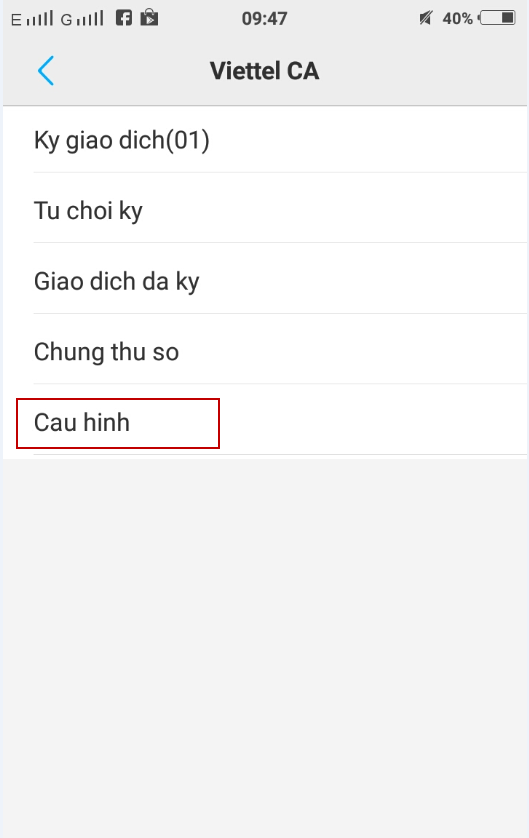 E G 09:47 40%
Viettel CA
Ky giao dich(01)
Tu choi ky
Giao dich da ky
Chung thu so
Cau hinh